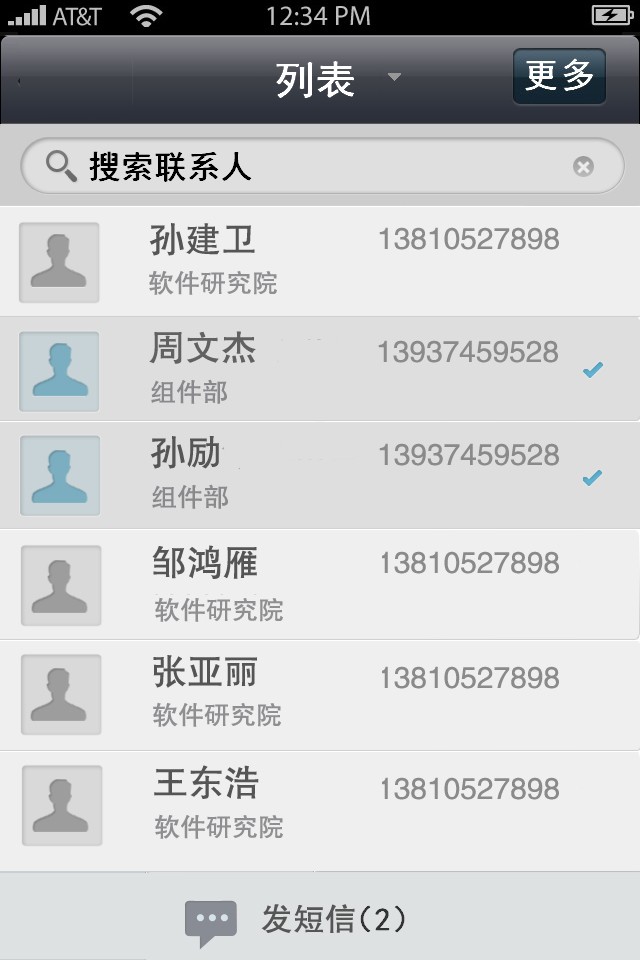 AT&T 12:34 PM
列表 更多
搜索联系人
孙建卫 13810527898
软件研究院
周文杰 13937459528
组件部
孙励 13937459528
组件部
邹鸿雁 13810527898
软件研究院
张亚丽 13810527898
软件研究院
王东浩 13810527898
软件研究院
发短信(2)